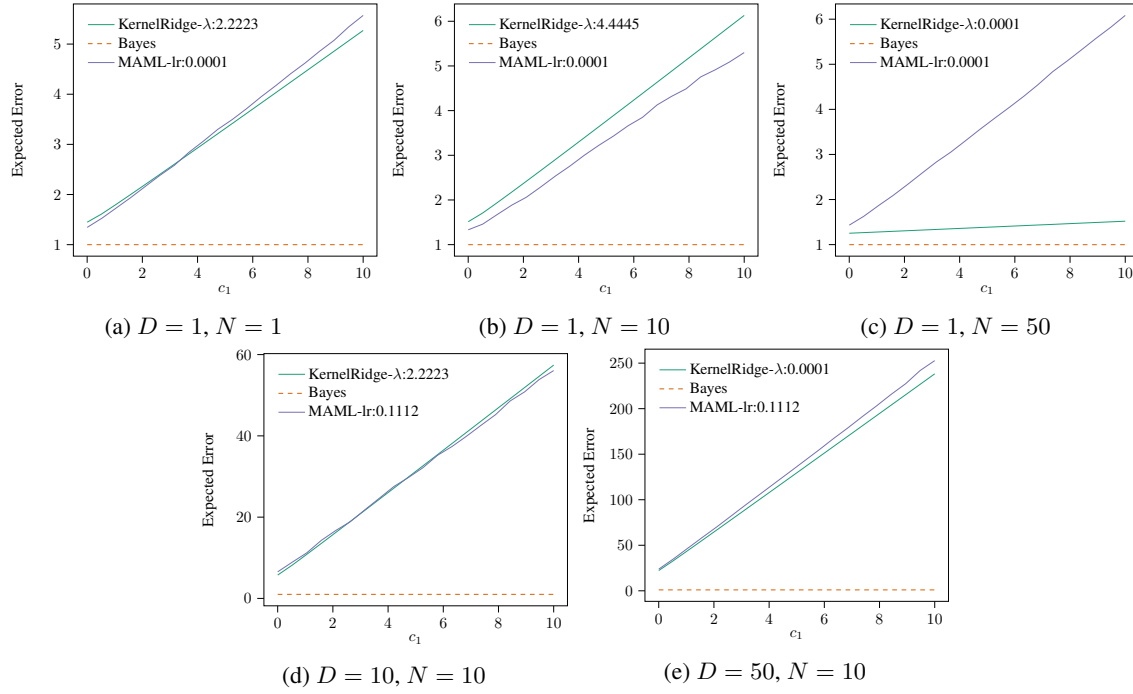 KernelRidge-λ:2.2223
Bayes
MAML-lr:0.0001
Expected Error
5
4
3
2
1
0 2 4 6 8 10
c₁
(a) D = 1, N = 1
KernelRidge-λ:4.4445
Bayes
MAML-lr:0.0001
Expected Error
6
5
4
3
2
1
0 2 4 6 8 10
c₁
(b) D = 1, N = 10
KernelRidge-λ:0.0001
Bayes
MAML-lr:0.0001
Expected Error
6
5
4
3
2
1
0 2 4 6 8 10
c₁
(c) D = 1, N = 50
KernelRidge-λ:2.2223
Bayes
MAML-lr:0.1112
Expected Error
60
40
20
0
0 2 4 6 8 10
c₁
(d) D = 10, N = 10
KernelRidge-λ:0.0001
Bayes
MAML-lr:0.1112
Expected Error
250
200
150
100
50
0
0 2 4 6 8 10
c₁
(e) D = 50, N = 10